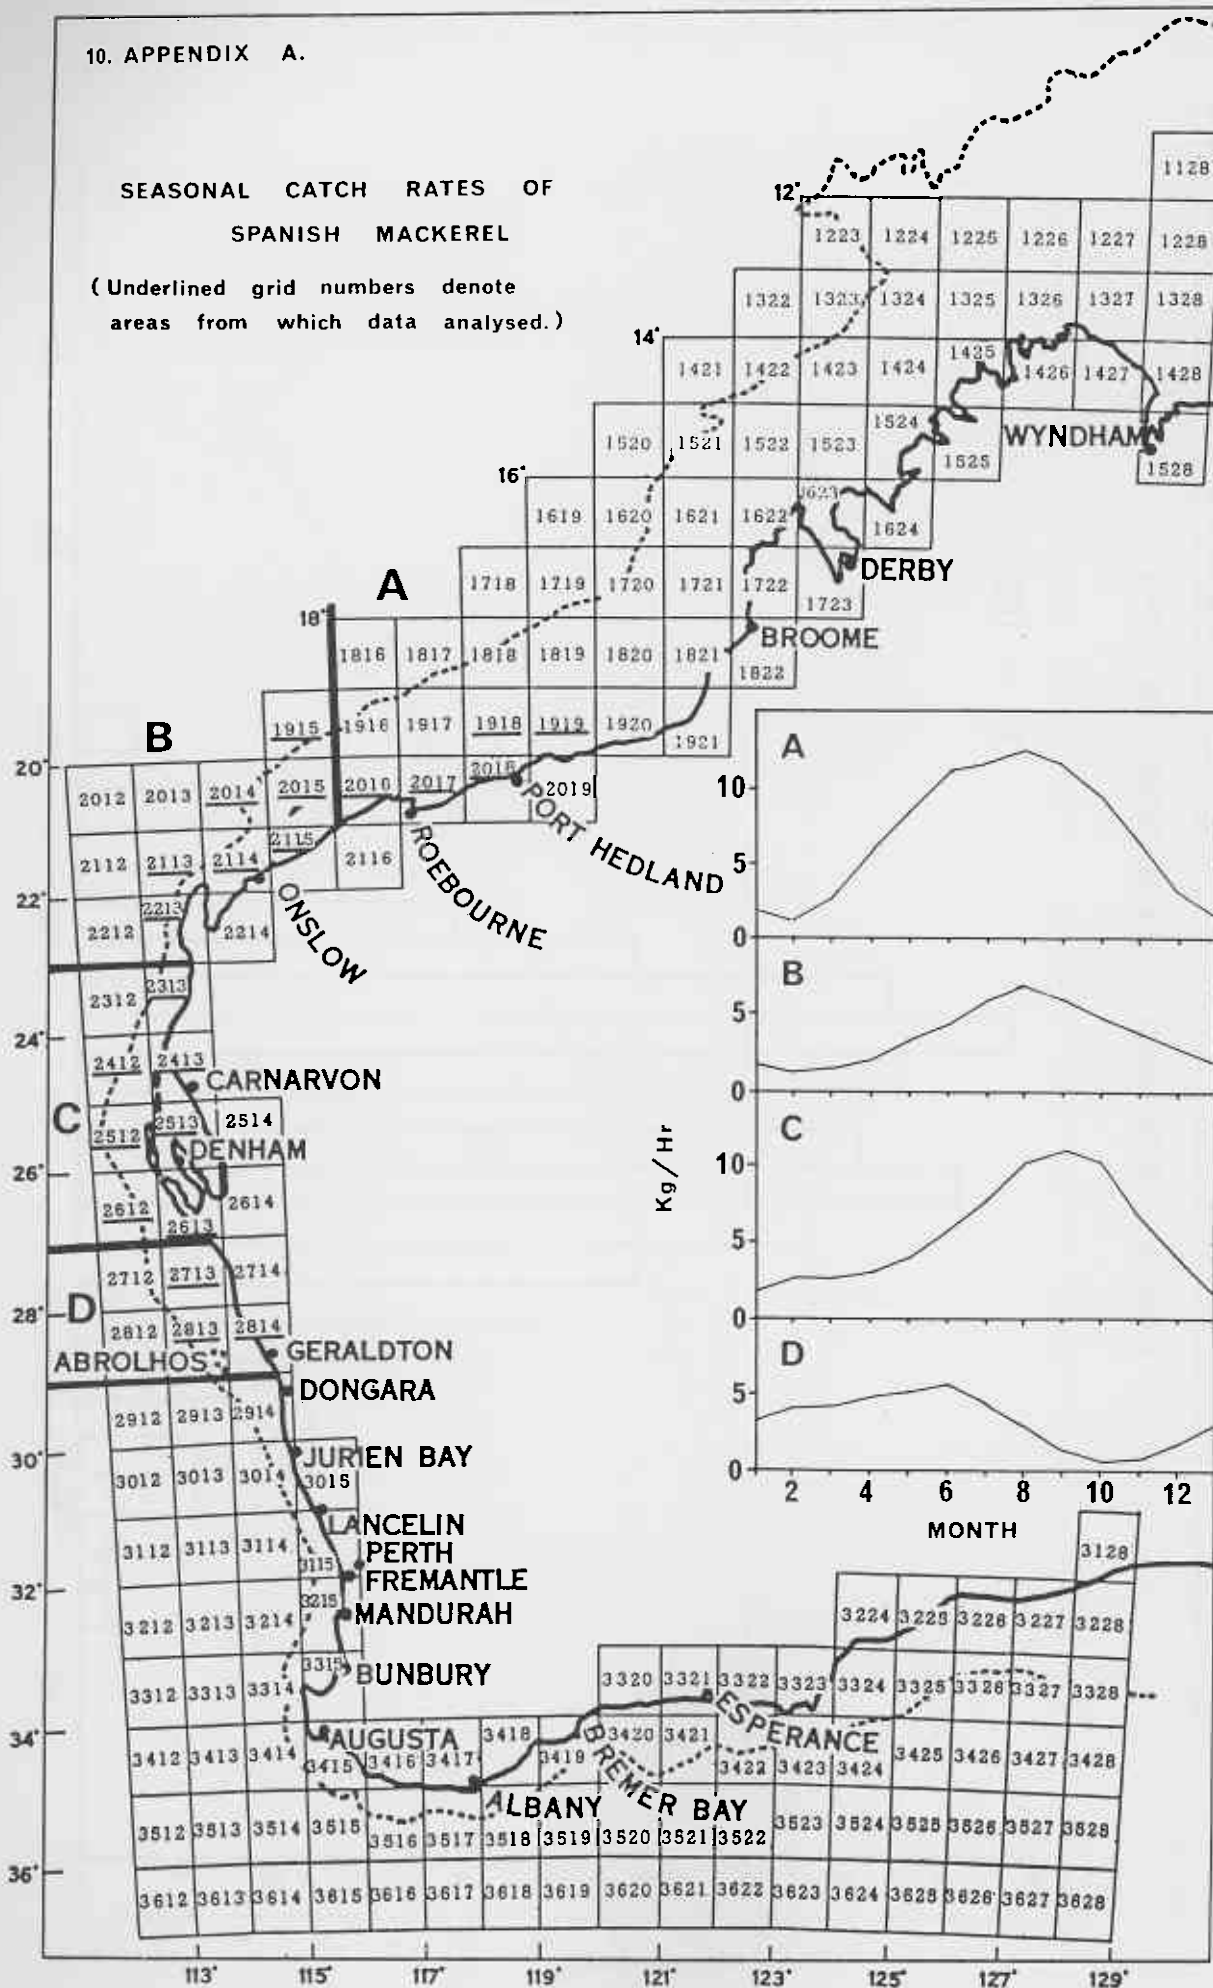 10. APPENDIX A.
SEASONAL CATCH RATES OF
SPANISH MACKEREL
(Underlined grid numbers denote
areas from which data analysed.)
1128
12°
1223 1224 1225 1226 1227 1228
1322 1323 1324 1325 1326 1327 1328
14°
1421 1422 1423 1424 1425 1426 1427 1428
1520 1521 1522 1523 1524 1525 WYNDHAM 1528
16°
1619 1620 1621 1622 1623 1624
DERBY
A
1718 1719 1720 1721 1722 1723
18°
BROOME
1816 1817 1818 1819 1820 1821 1822
B
1915 1916 1917 1918 1919 1920 1921
20°
2012 2013 2014 2015 2016 2017 2018 2019
PORT HEDLAND
2112 2113 2114 2115 2116
ROEBOURNE
22°
ONSLOW
2212 2213 2214
2312 2313
24°
2412 2413
CARNARVON
C
2512 2513 2514
DENHAM
26°
2612 2613 2614
2712 2713 2714
28°
D
2812 2813 2814
ABROLHOS
GERALDTON
DONGARA
2912 2913 2914
30°
JURIEN BAY
3012 3013 3014 3015
LANCELIN
3112 3113 3114 3115
PERTH
FREMANTLE
32°
3212 3213 3214 3215
MANDURAH
3312 3313 3314 3315
BUNBURY
34°
AUGUSTA
3412 3413 3414 3415 3416 3417 3418 3419 3420 3421 3422 3423 3424 3425 3426 3427 3428
ALBANY
BREMER BAY
ESPERANCE
3128
3224 3225 3226 3227 3228
3320 3321 3322 3323 3324 3325 3326 3327 3328
3512 3513 3514 3515 3516 3517 3518 3519 3520 3521 3522 3523 3524 3525 3526 3527 3528
36°
3612 3613 3614 3615 3616 3617 3618 3619 3620 3621 3622 3623 3624 3625 3626 3627 3628
113° 115° 117° 119° 121° 123° 125° 127° 129°
A
10
5
0
B
5
0
C
10
5
0
D
5
0
Kg/Hr
2 4 6 8 10 12
MONTH